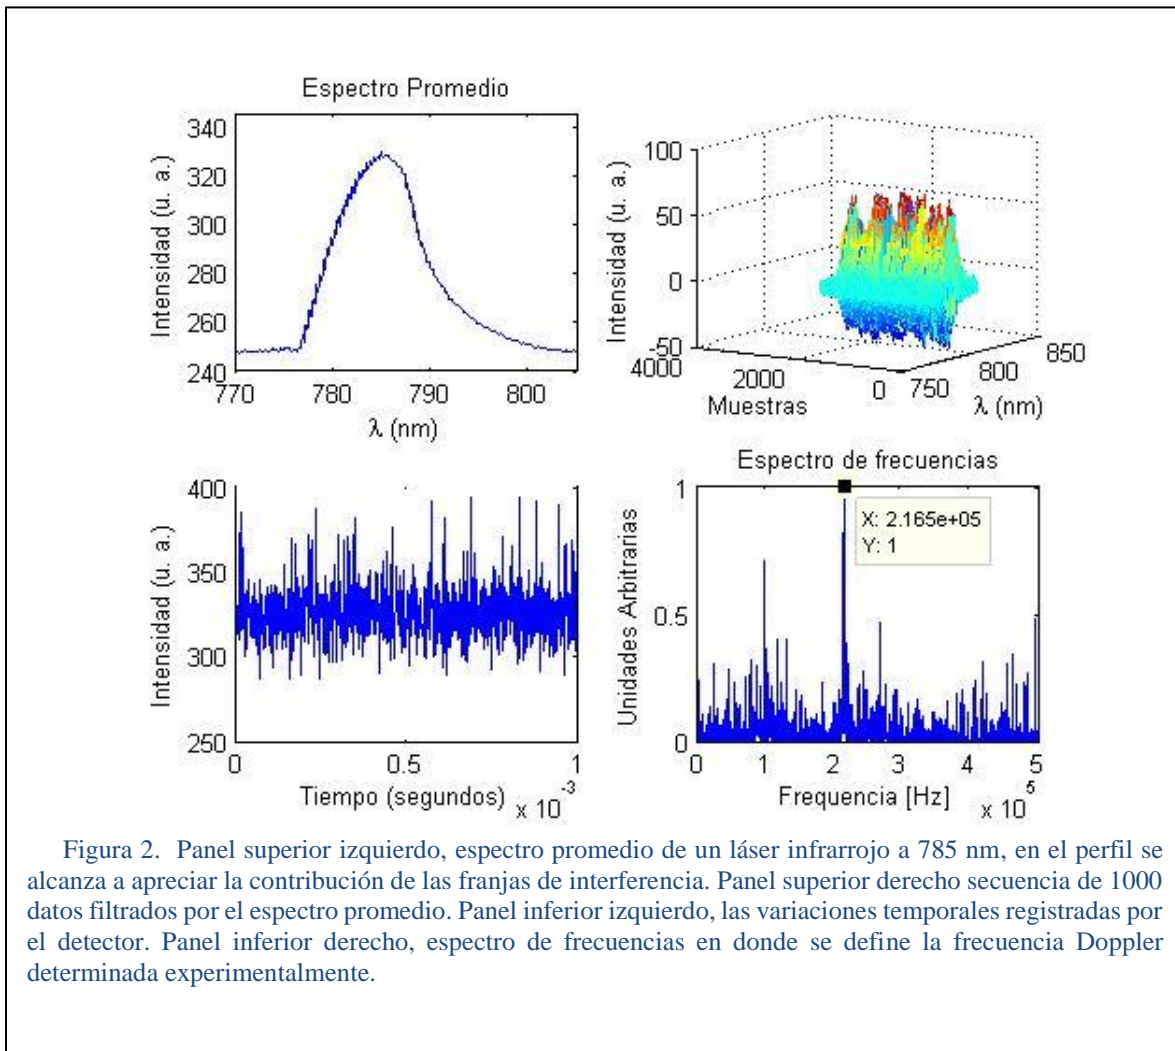 Espectro Promedio
340
320
300
280
260
240
Intensidad (u. a.)
770 780 790 800
λ (nm)
100
50
0
-50
Intensidad (u. a.)
4000 2000 0
Muestras
750 800 850
λ (nm)
400
350
300
250
Intensidad (u. a.)
0 0.5 1
Tiempo (segundos)
x 10⁻³
Espectro de frecuencias
1
0.5
0
Unidades Arbitrarias
X: 2.165e+05
Y: 1
0 1 2 3 4 5
Frequencia [Hz]
x 10⁵
Figura 2. Panel superior izquierdo, espectro promedio de un láser infrarrojo a 785 nm, en el perfil se
alcanza a apreciar la contribución de las franjas de interferencia. Panel superior derecho secuencia de 1000
datos filtrados por el espectro promedio. Panel inferior izquierdo, las variaciones temporales registradas por
el detector. Panel inferior derecho, espectro de frecuencias en donde se define la frecuencia Doppler
determinada experimentalmente.